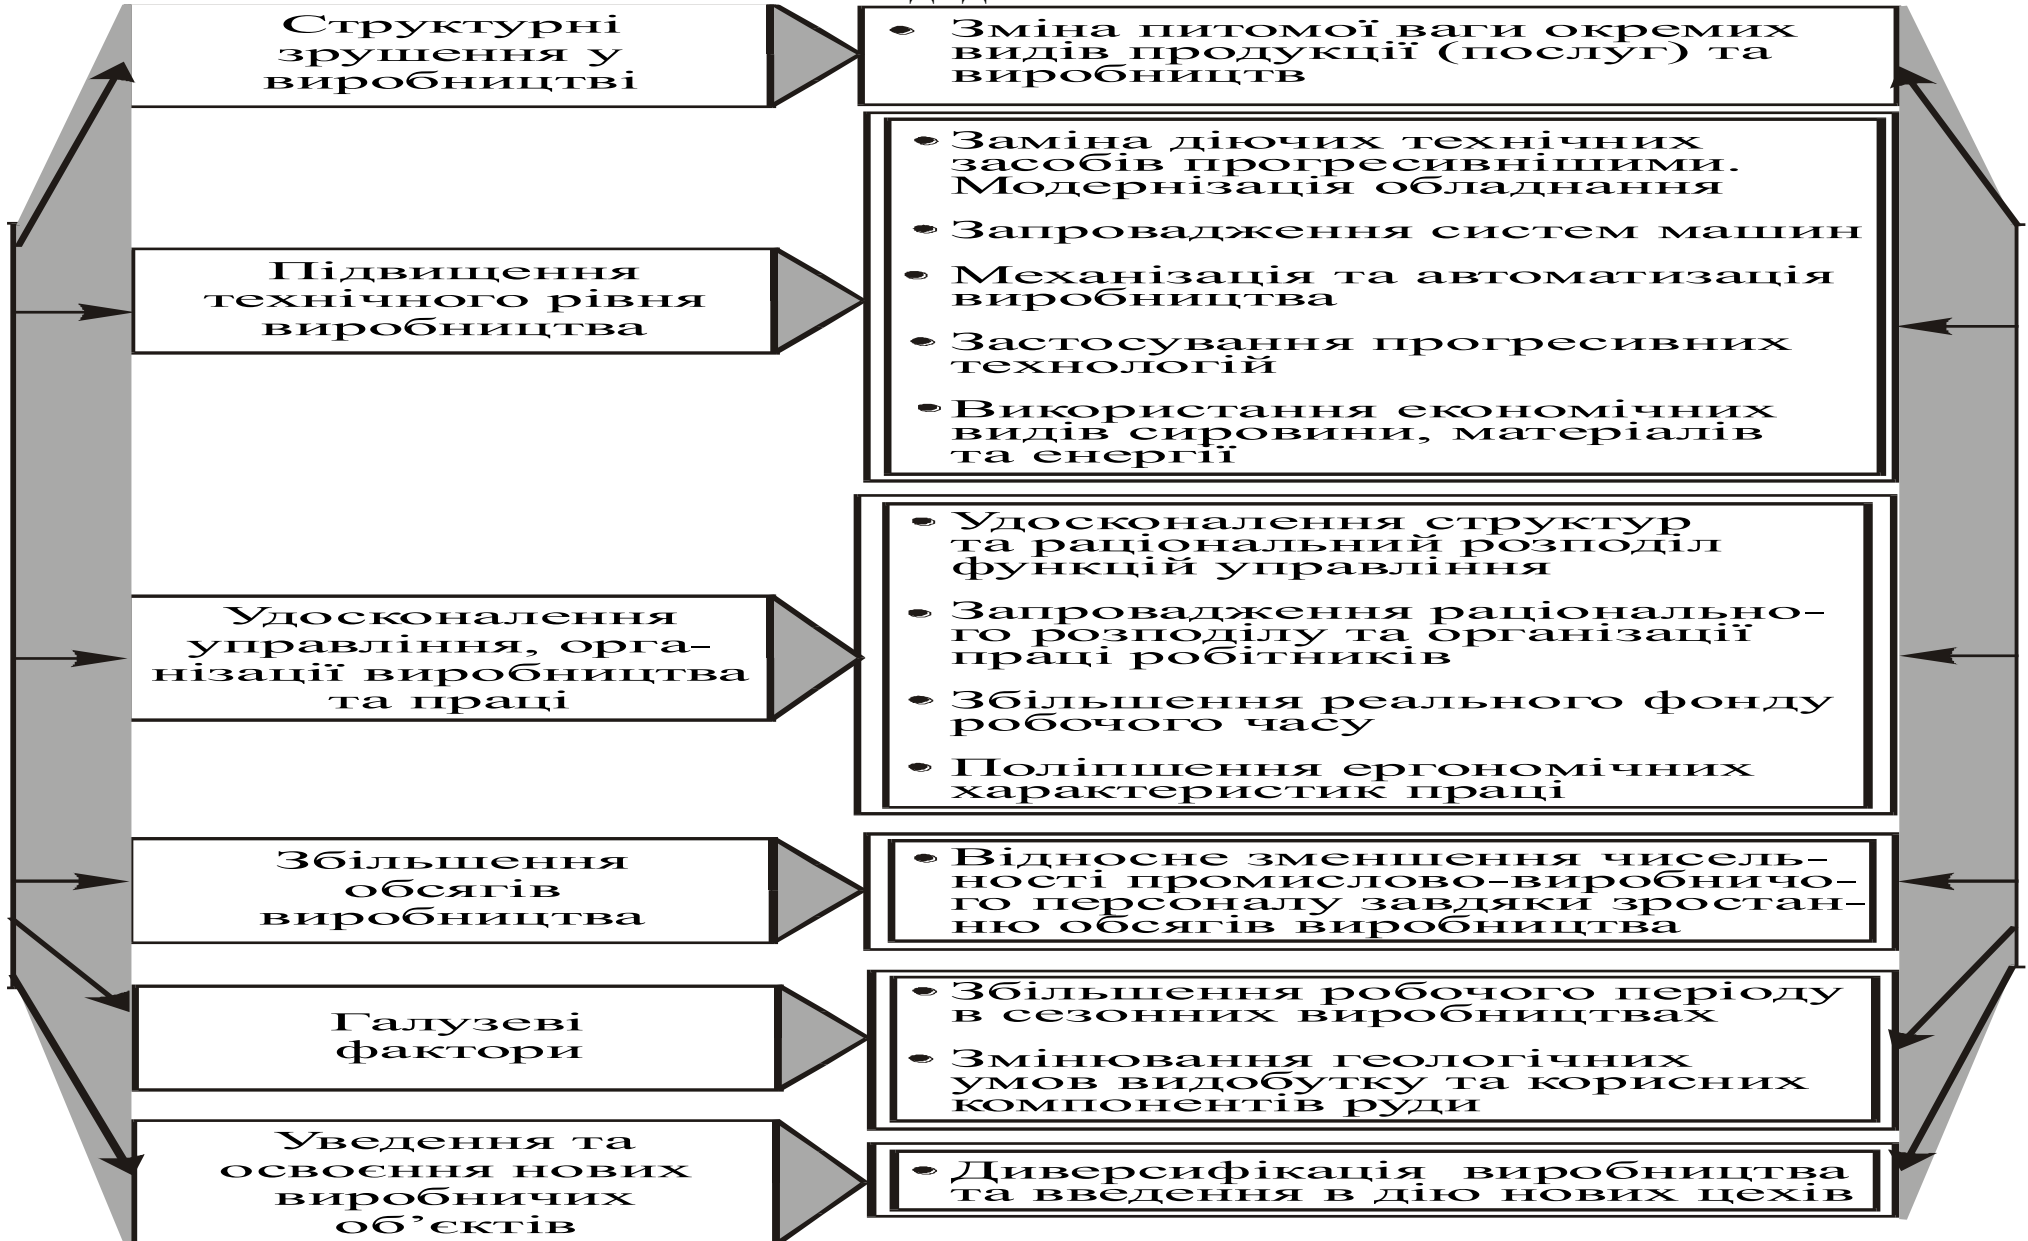 Структурні
зрушення у
виробництві
• Зміна питомої ваги окремих
видів продукції (послуг) та
виробництв
Підвищення
технічного рівня
виробництва
• Заміна діючих технічних
засобів прогресивнішими.
Модернізація обладнання
• Запровадження систем машин
• Механізація та автоматизація
виробництва
• Застосування прогресивних
технологій
• Використання економічних
видів сировини, матеріалів
та енергії
Удосконалення
управління, орга-
нізації виробництва
та праці
• Удосконалення структур
та раціональний розподіл
функцій управління
• Запровадження раціонально-
го розподілу та організації
праці робітників
• Збільшення реального фонду
робочого часу
• Поліпшення ергономічних
характеристик праці
Збільшення
обсягів
виробництва
• Відносне зменшення чисель-
ності промислово-виробничо-
го персоналу завдяки зростан-
ню обсягів виробництва
Галузеві
фактори
• Збільшення робочого періоду
в сезонних виробництвах
• Змінювання геологічних
умов видобутку та корисних
компонентів руди
Уведення та
освоєння нових
виробничих
об’єктів
• Диверсифікація виробництва
та введення в дію нових цехів